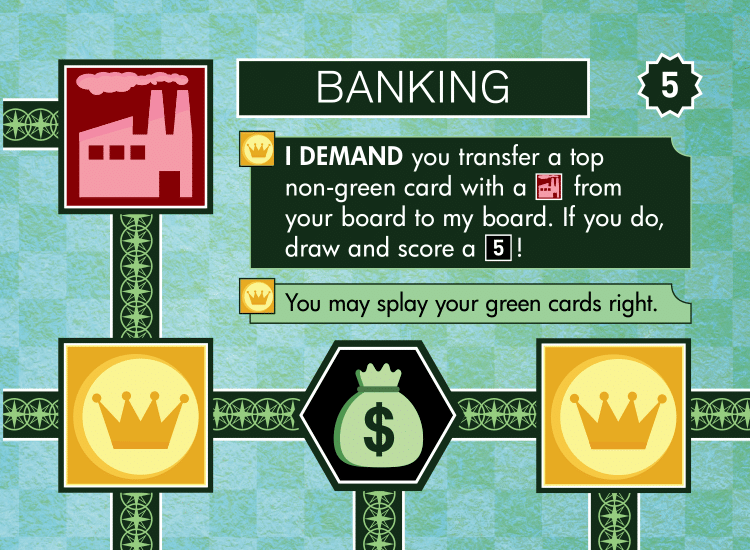 BANKING
5
I DEMAND you transfer a top
non-green card with a from
your board to my board. If you do,
draw and score a 5!
You may splay your green cards right.
$